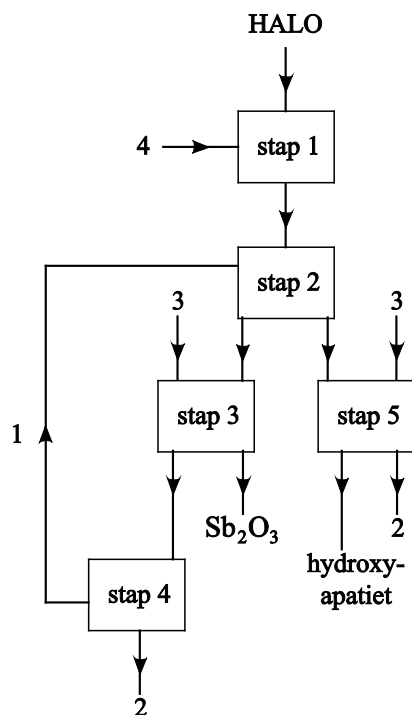 HALO
4
stap 1
stap 2
3
3
stap 3
stap 5
1
Sb₂O₃
2
hydroxy-
apatiet
stap 4
2